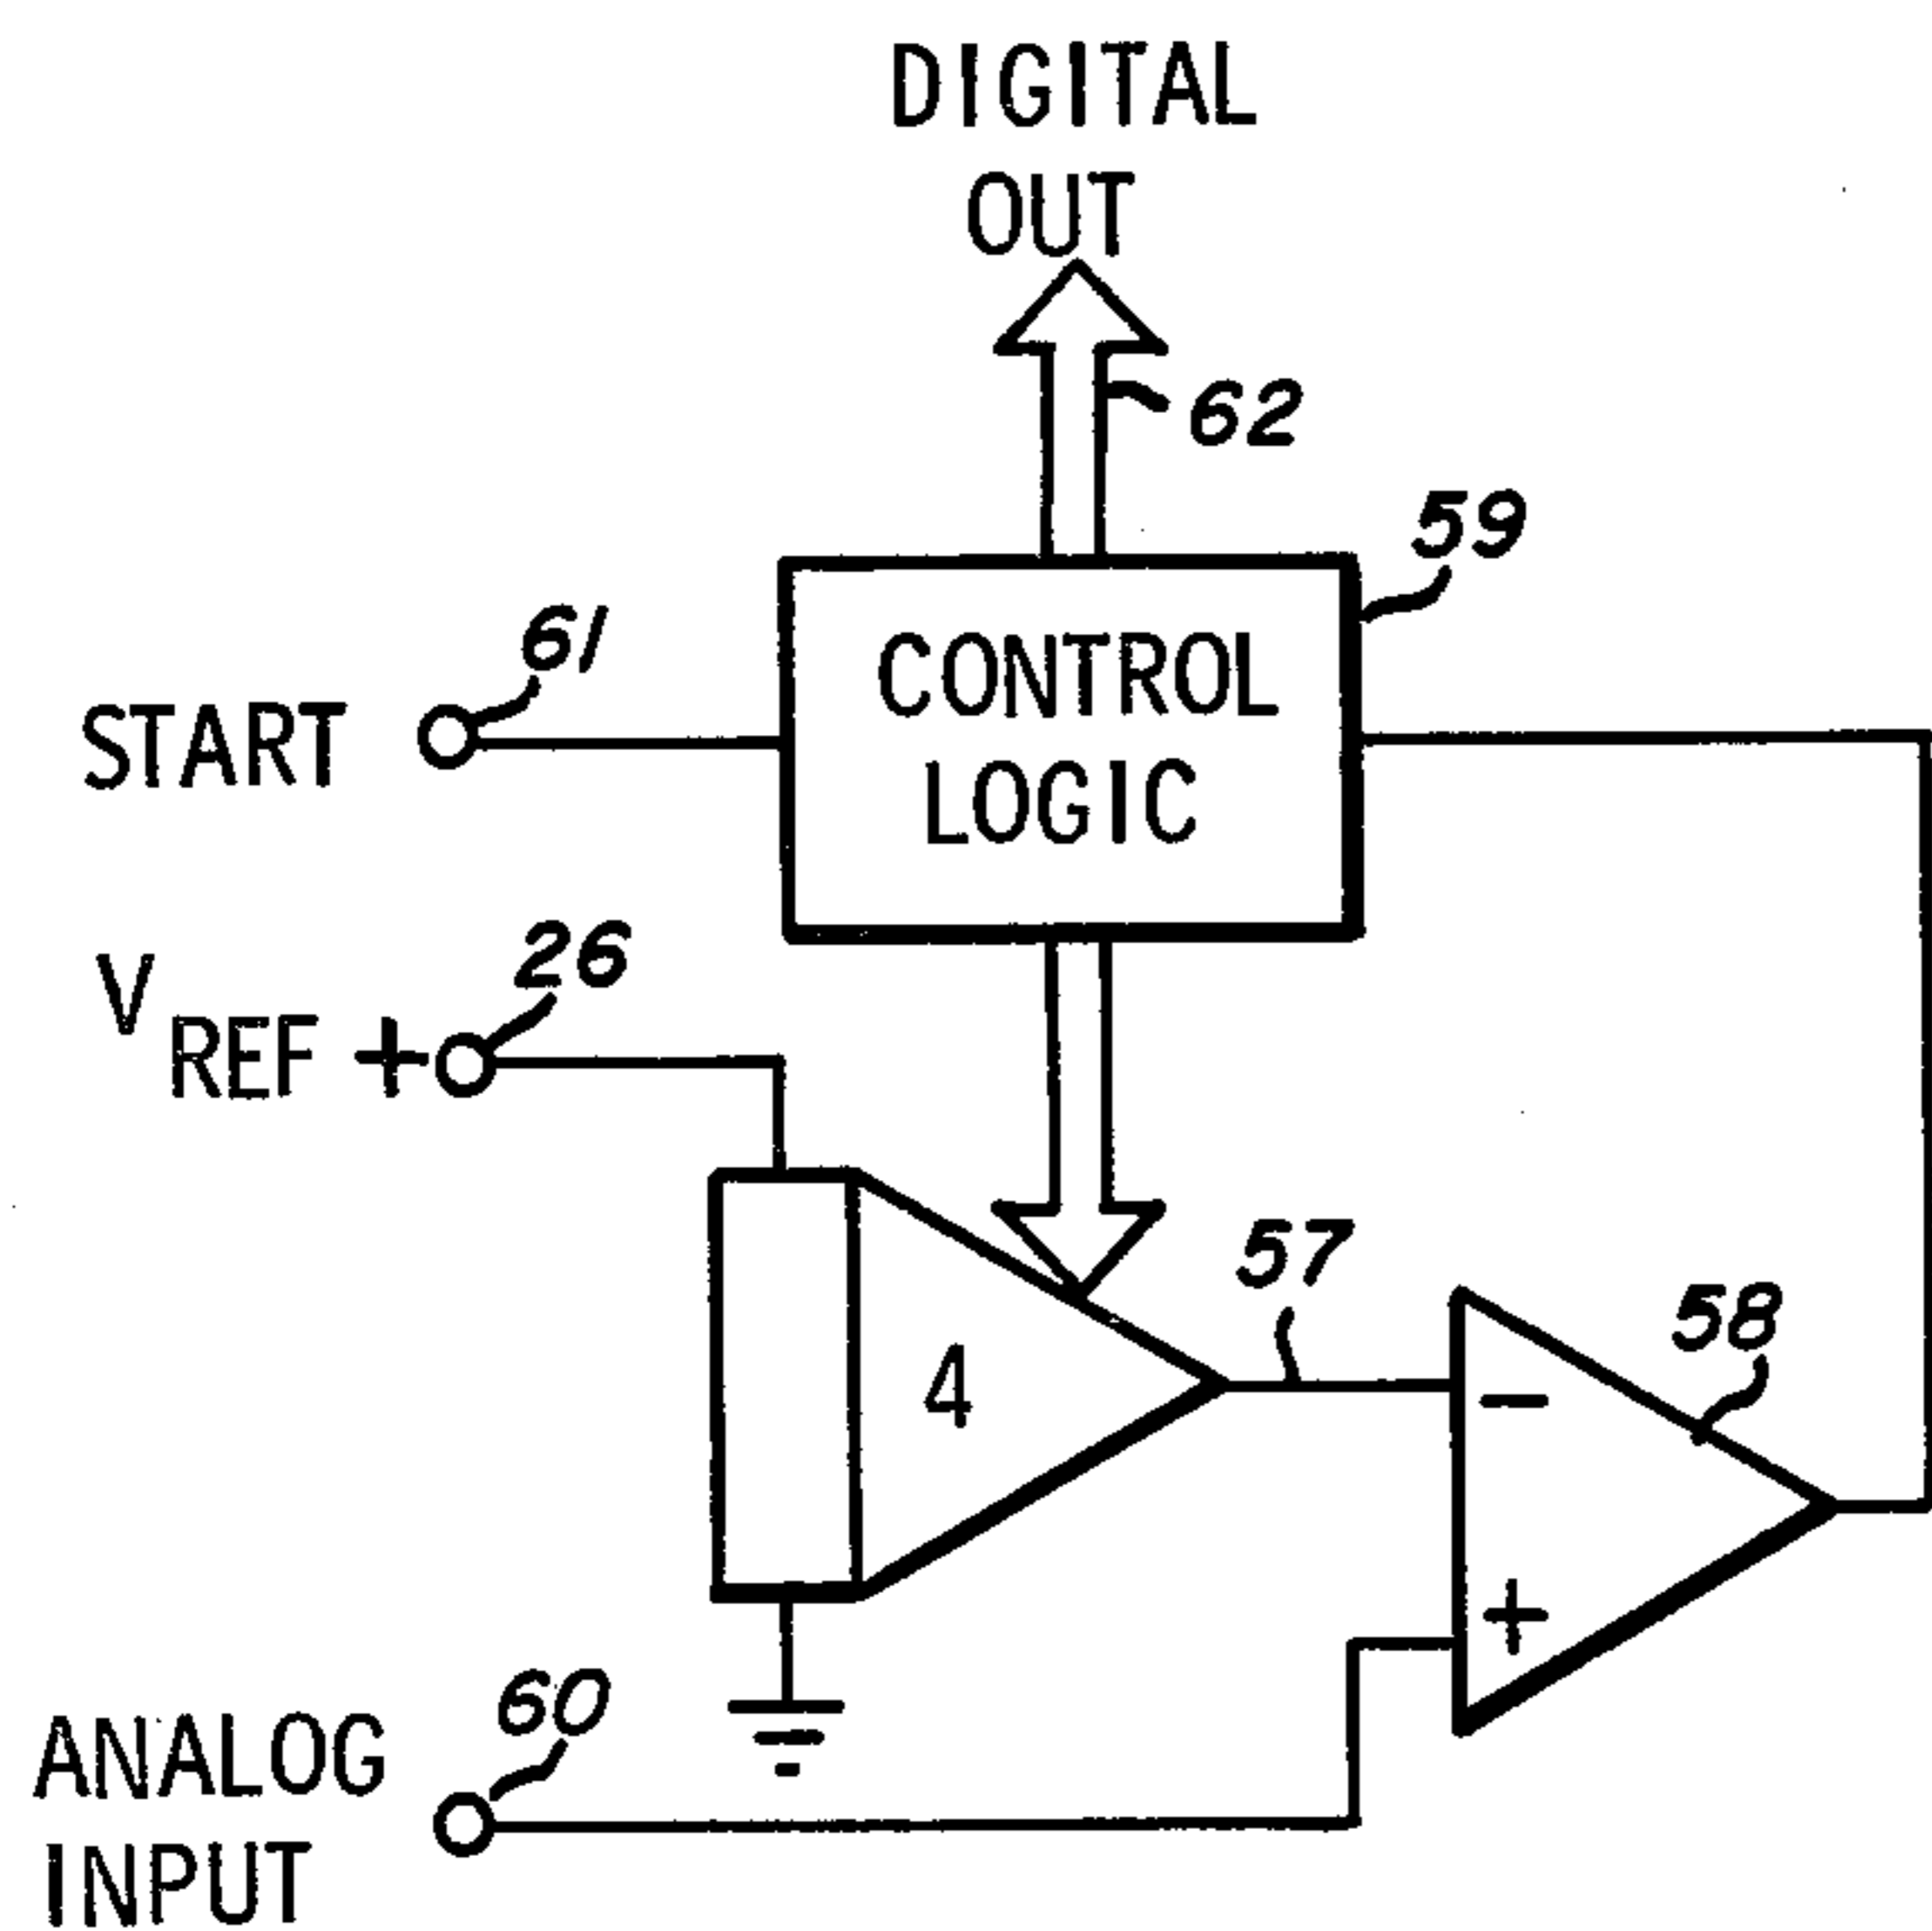 DIGITAL
OUT
62
59
61
START
CONTROL
LOGIC
26
V REF +
57
58
4
−
+
60
ANALOG
INPUT